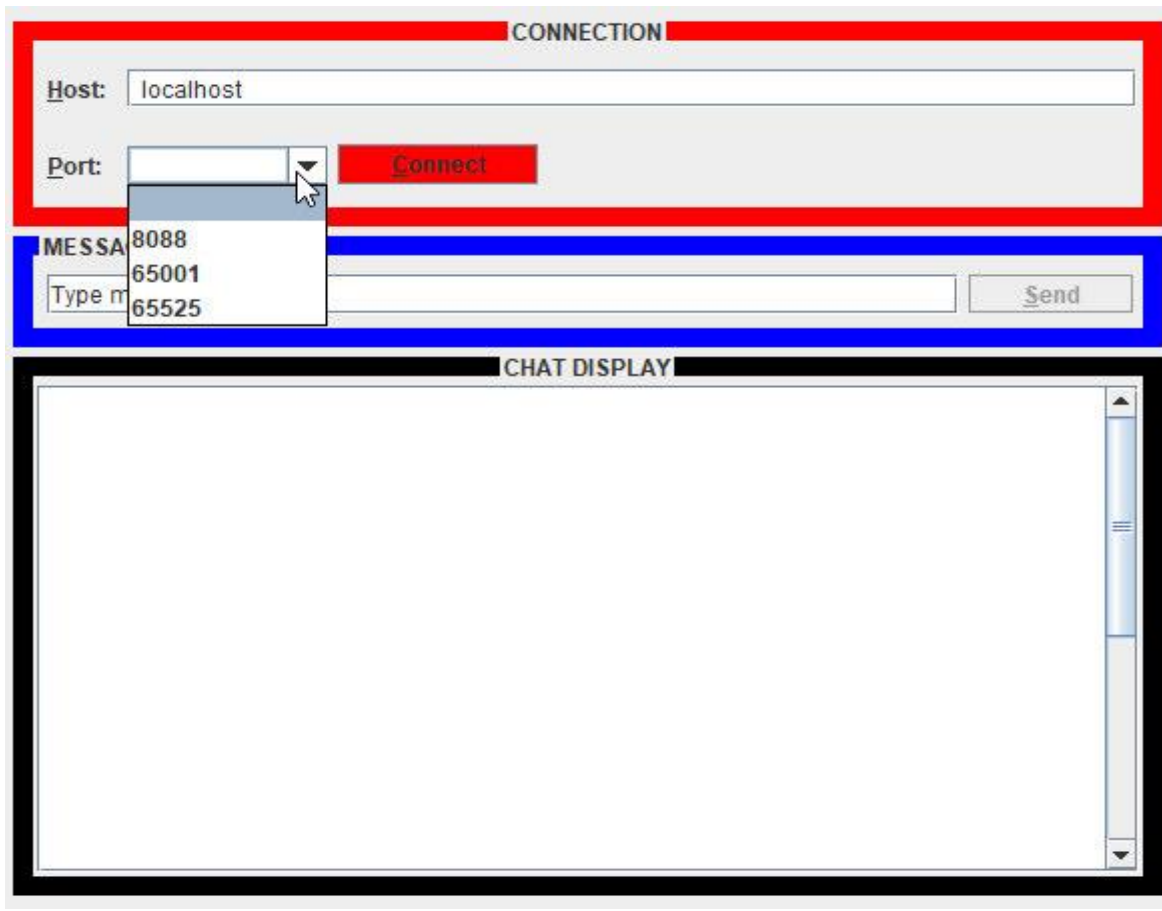 CONNECTION
Host: localhost
Port: Connect
8088
65001
65525
MESSA
Type m
Send
CHAT DISPLAY